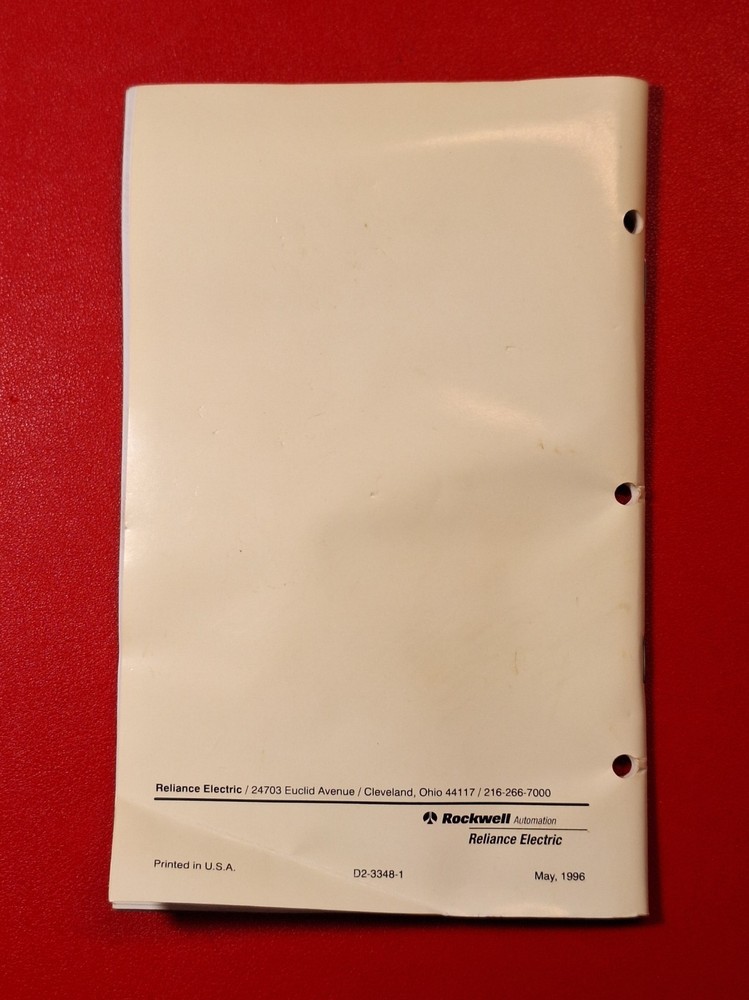 Reliance Electric / 24703 Euclid Avenue / Cleveland, Ohio 44117 / 216-266-7000
Rockwell Automation
Reliance Electric
Printed in U.S.A. D2-3348-1 May, 1996